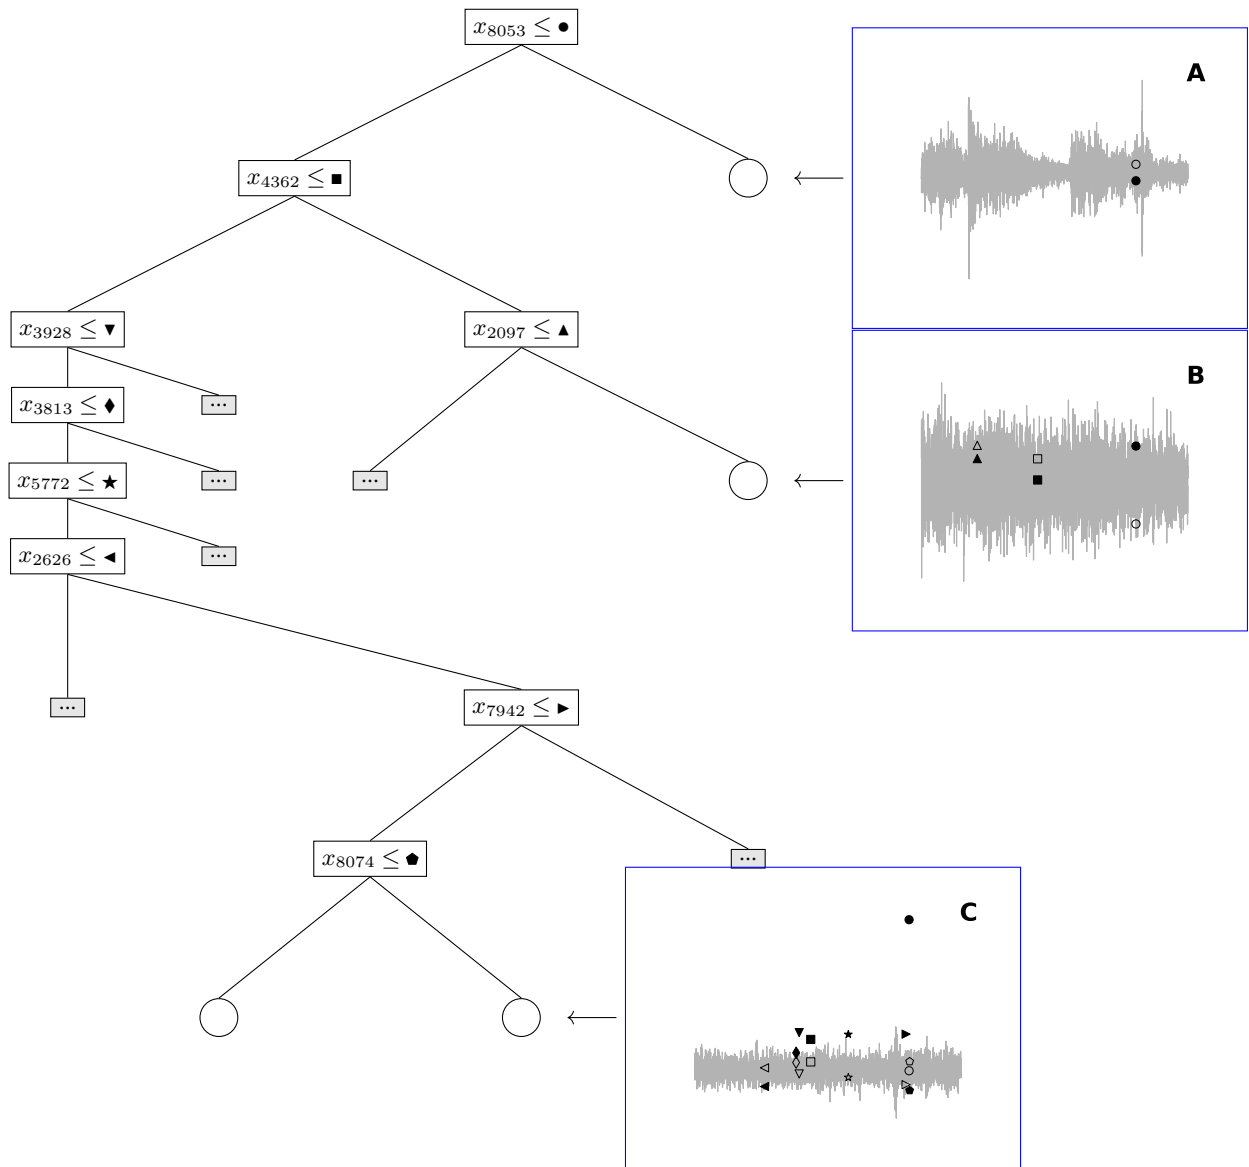 x8053 ≤ ●
A
x4362 ≤ ■
x3928 ≤ ▼
x2097 ≤ ▲
B
x3813 ≤ ♦
...
x5772 ≤ ★
...
...
x2626 ≤ ◀
...
...
x7942 ≤ ▶
x8074 ≤ ⬟
...
C